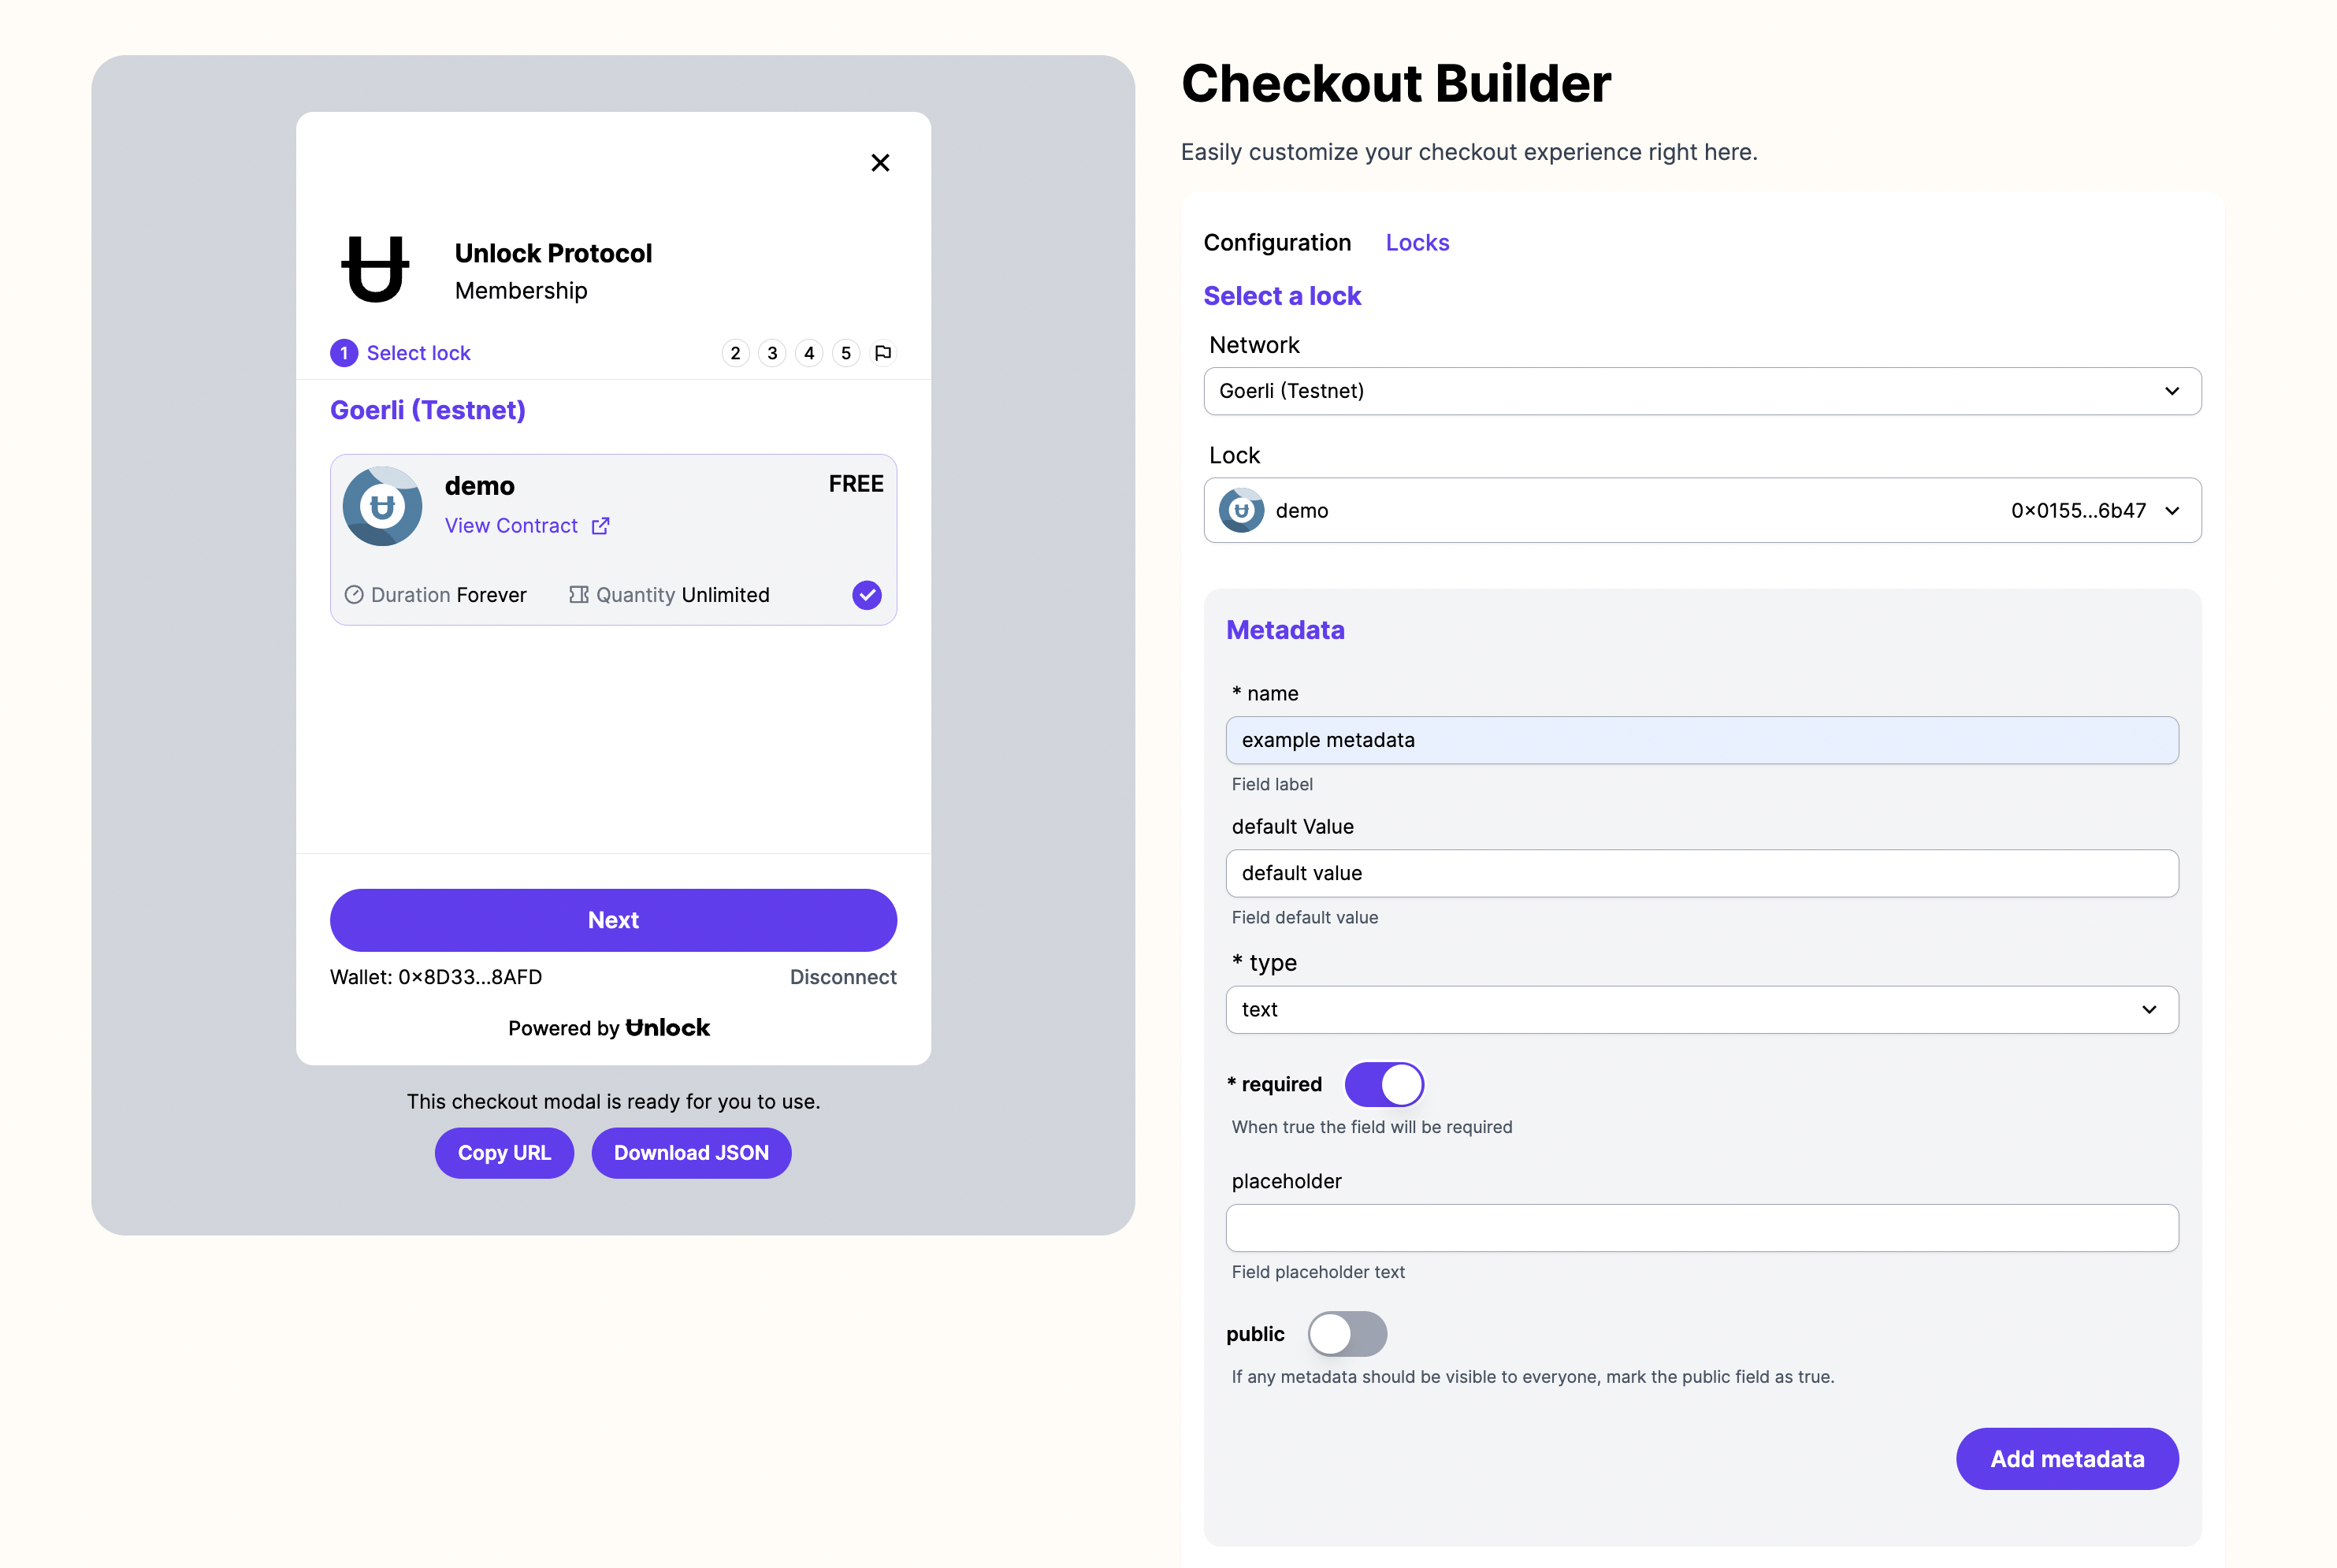 Unlock Protocol
Membership
1 Select lock 2 3 4 5
Goerli (Testnet)
demo FREE
View Contract
Duration Forever Quantity Unlimited
Next
Wallet: 0x8D33...8AFD Disconnect
Powered by Unlock
This checkout modal is ready for you to use.
Copy URL Download JSON
Checkout Builder
Easily customize your checkout experience right here.
Configuration Locks
Select a lock
Network
Goerli (Testnet)
Lock
demo 0x0155...6b47
Metadata
* name
example metadata
Field label
default Value
default value
Field default value
* type
text
* required
When true the field will be required
placeholder
Field placeholder text
public
If any metadata should be visible to everyone, mark the public field as true.
Add metadata